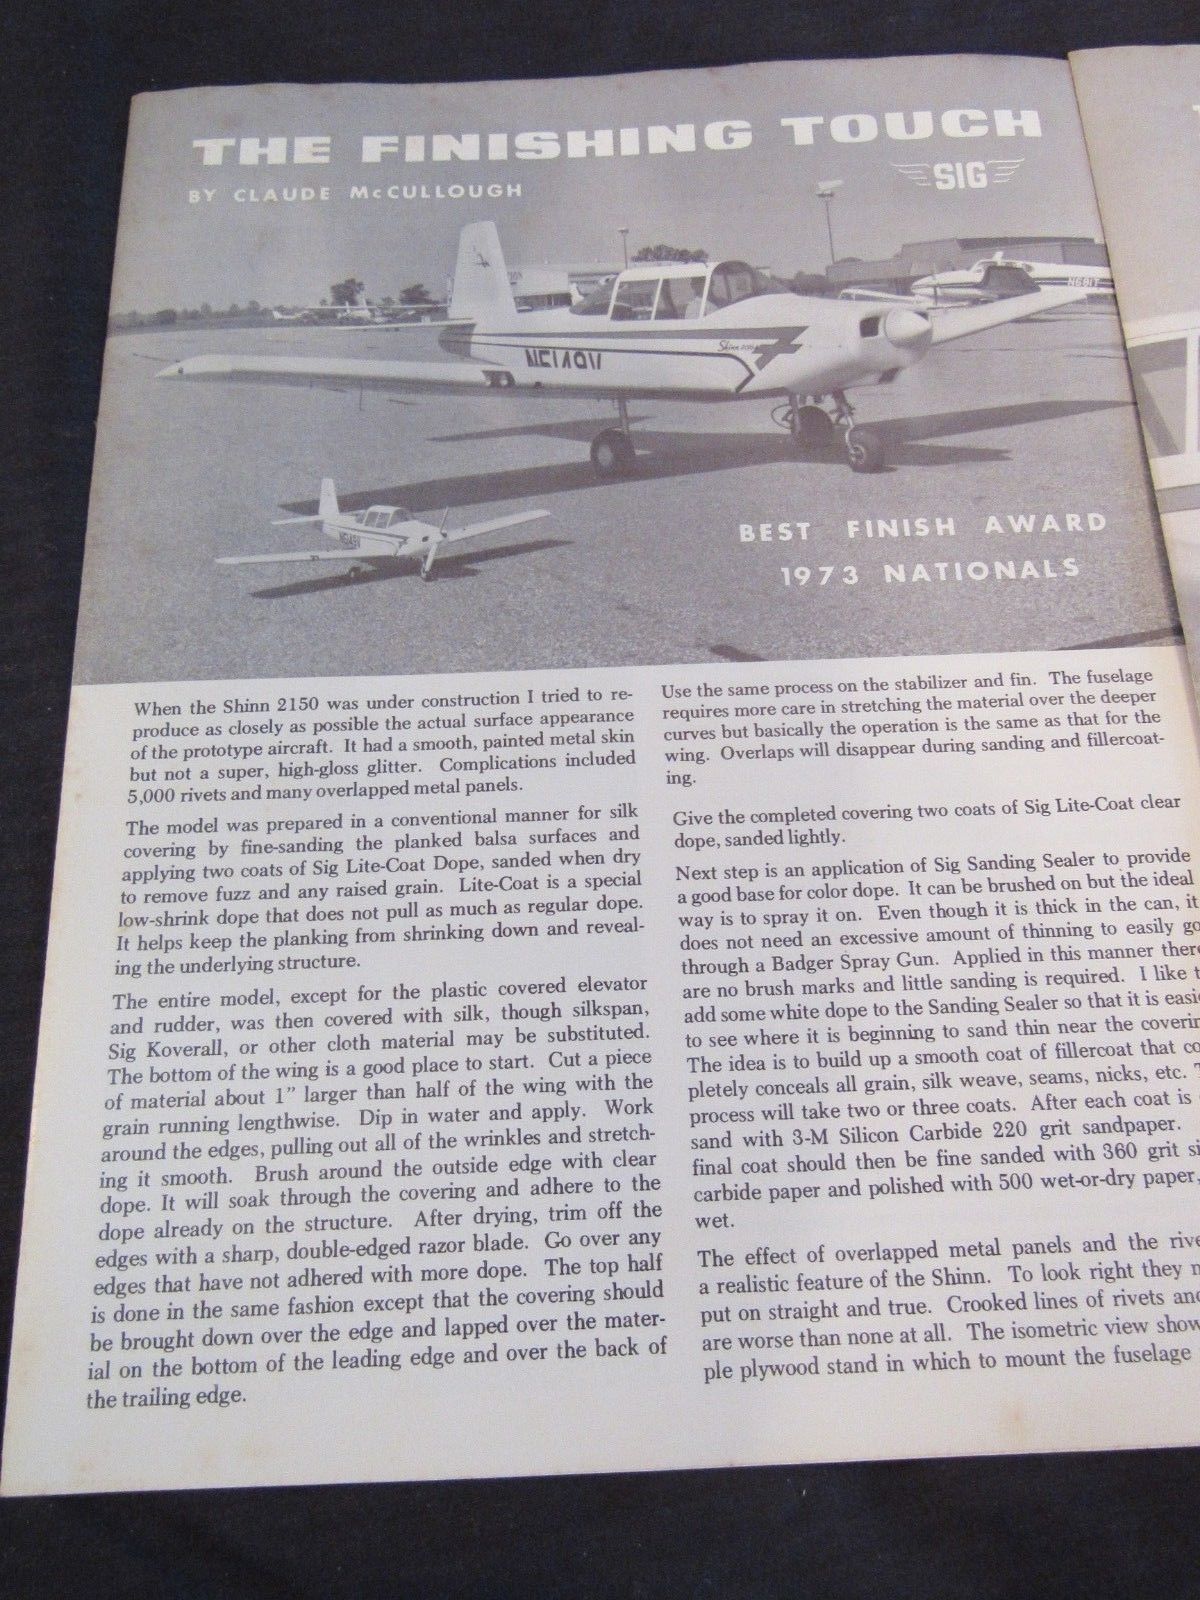 THE FINISHING TOUCH
BY CLAUDE McCULLOUGH
SIG
N5149V
Shinn 2150
N5149V
BEST FINISH AWARD
1973 NATIONALS
When the Shinn 2150 was under construction I tried to re-
produce as closely as possible the actual surface appearance
of the prototype aircraft. It had a smooth, painted metal skin
but not a super, high-gloss glitter. Complications included
5,000 rivets and many overlapped metal panels.
The model was prepared in a conventional manner for silk
covering by fine-sanding the planked balsa surfaces and
applying two coats of Sig Lite-Coat Dope, sanded when dry
to remove fuzz and any raised grain. Lite-Coat is a special
low-shrink dope that does not pull as much as regular dope.
It helps keep the planking from shrinking down and reveal-
ing the underlying structure.
The entire model, except for the plastic covered elevator
and rudder, was then covered with silk, though silkspan,
Sig Koverall, or other cloth material may be substituted.
The bottom of the wing is a good place to start. Cut a piece
of material about 1" larger than half of the wing with the
grain running lengthwise. Dip in water and apply. Work
around the edges, pulling out all of the wrinkles and stretch-
ing it smooth. Brush around the outside edge with clear
dope. It will soak through the covering and adhere to the
dope already on the structure. After drying, trim off the
edges with a sharp, double-edged razor blade. Go over any
edges that have not adhered with more dope. The top half
is done in the same fashion except that the covering should
be brought down over the edge and lapped over the mater-
ial on the bottom of the leading edge and over the back of
the trailing edge.
Use the same process on the stabilizer and fin. The fuselage
requires more care in stretching the material over the deeper
curves but basically the operation is the same as that for the
wing. Overlaps will disappear during sanding and fillercoat-
ing.
Give the completed covering two coats of Sig Lite-Coat clear
dope, sanded lightly.
Next step is an application of Sig Sanding Sealer to provide
a good base for color dope. It can be brushed on but the ideal
way is to spray it on. Even though it is thick in the can, it
does not need an excessive amount of thinning to easily go
through a Badger Spray Gun. Applied in this manner there
are no brush marks and little sanding is required. I like t
add some white dope to the Sanding Sealer so that it is easi
to see where it is beginning to sand thin near the coverin
The idea is to build up a smooth coat of fillercoat that co
pletely conceals all grain, silk weave, seams, nicks, etc. T
process will take two or three coats. After each coat is
sand with 3-M Silicon Carbide 220 grit sandpaper.
final coat should then be fine sanded with 360 grit si
carbide paper and polished with 500 wet-or-dry paper,
wet.
The effect of overlapped metal panels and the rive
a realistic feature of the Shinn. To look right they m
put on straight and true. Crooked lines of rivets and
are worse than none at all. The isometric view show
ple plywood stand in which to mount the fuselage